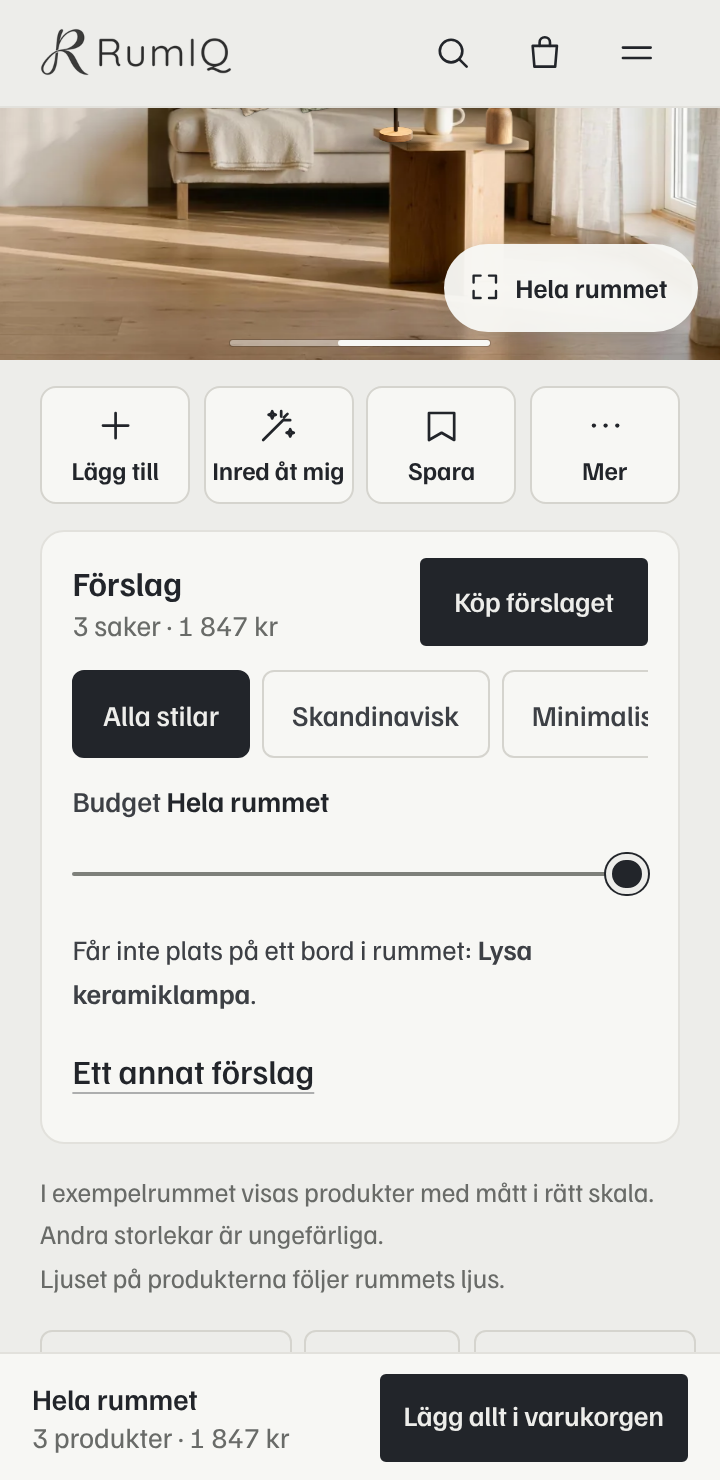 RumIQ
Hela rummet
Lägg till
Inred åt mig
Spara
Mer
Förslag
3 saker · 1 847 kr
Köp förslaget
Alla stilar
Skandinavisk
Minimalis
Budget Hela rummet
Får inte plats på ett bord i rummet: Lysa
keramiklampa.
Ett annat förslag
I exempelrummet visas produkter med mått i rätt skala.
Andra storlekar är ungefärliga.
Ljuset på produkterna följer rummets ljus.
Hela rummet
3 produkter · 1 847 kr
Lägg allt i varukorgen